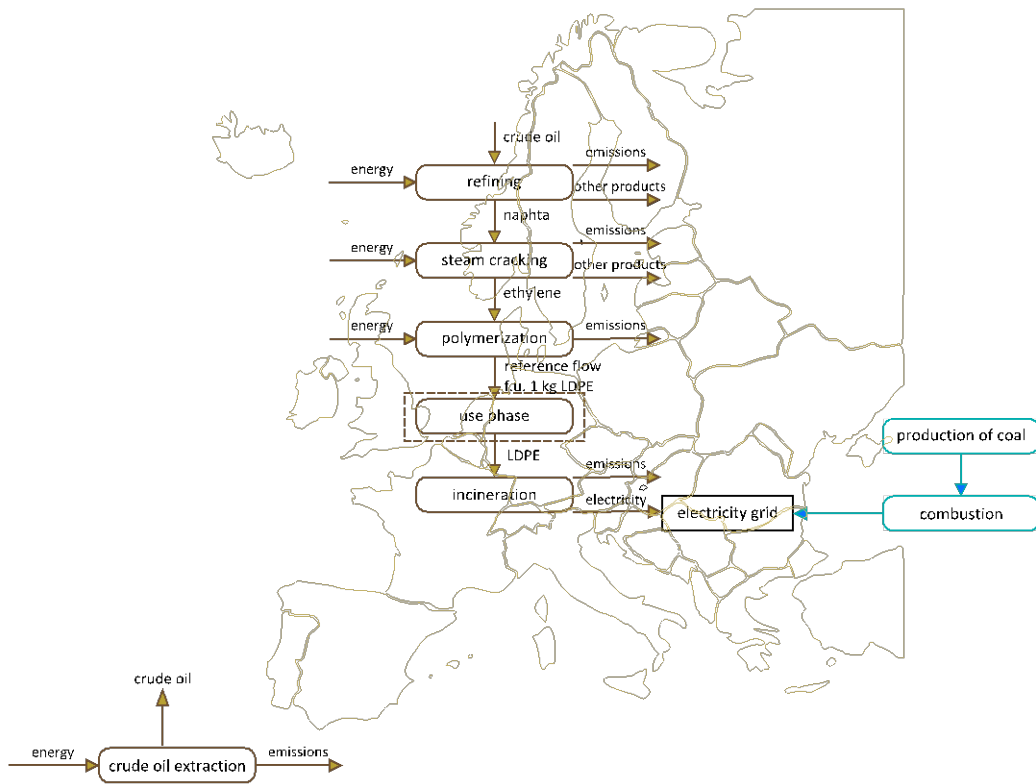 crude oil
energy
emissions
refining
other products
naphta
energy
emissions
steam cracking
other products
ethylene
energy
emissions
polymerization
reference flow
f.u. 1 kg LDPE
use phase
LDPE
emissions
incineration
electricity
electricity grid
production of coal
combustion
crude oil
energy
emissions
crude oil extraction